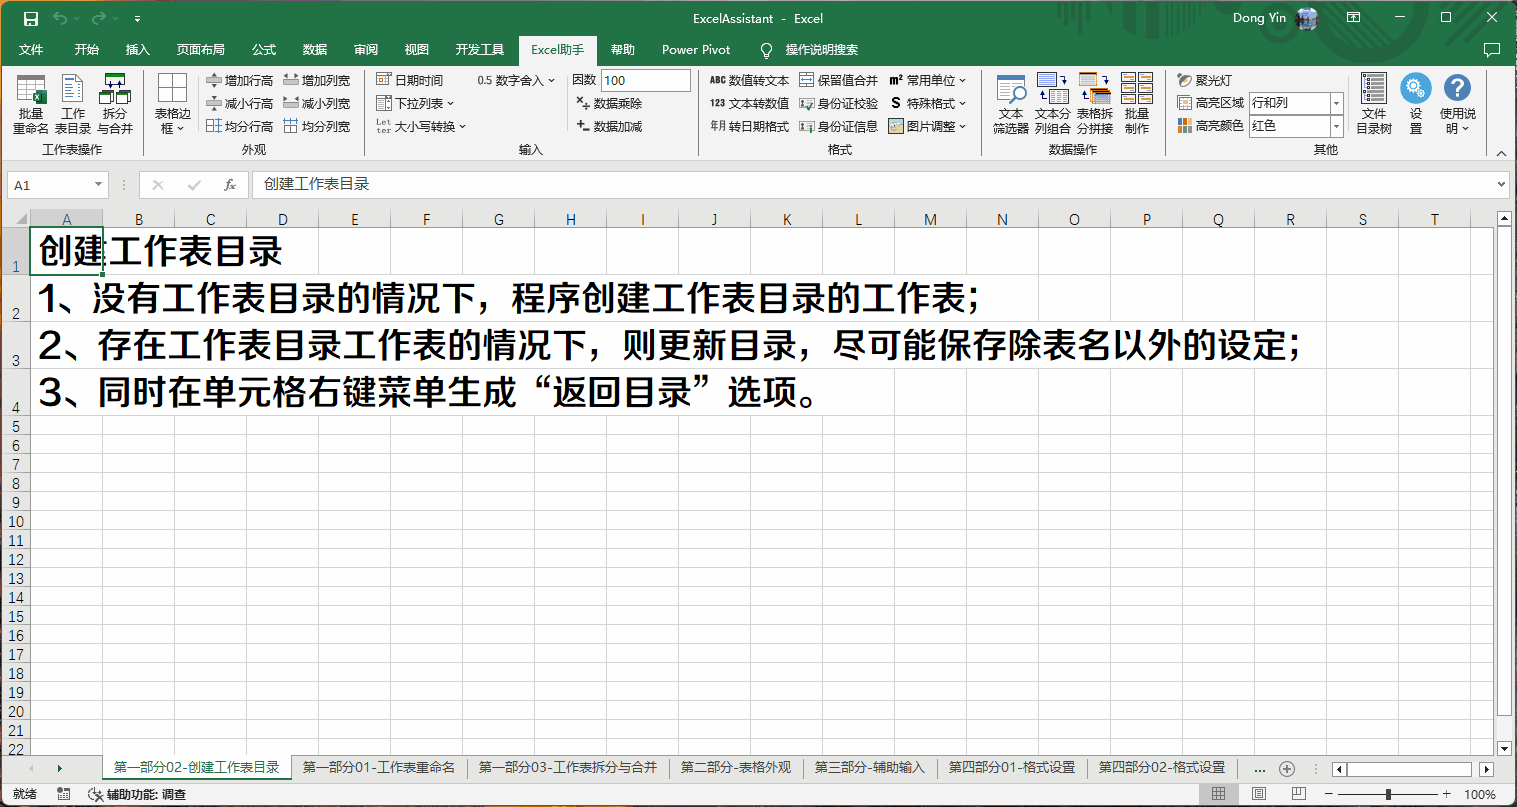 ExcelAssistant - Excel
Dong Yin
文件 开始 插入 页面布局 公式 数据 审阅 视图 开发工具 Excel助手 帮助 Power Pivot 操作说明搜索
批量重命名 工作表目录 拆分与合并
工作表操作
表格边框
增加行高 增加列宽
减小行高 减小列宽
均分行高 均分列宽
外观
日期时间 0.5 数字舍入 因数 100
下拉列表 数据乘除
Let ter 大小写转换 数据加减
输入
ABC 数值转文本 保留值合并 m² 常用单位
123 文本转数值 身份证校验 S 特殊格式
年月 转日期格式 身份证信息 图片调整
格式
文本筛选器 文本分列组合 表格拆分拼接 批量制作
数据操作
聚光灯
高亮区域 行和列
高亮颜色 红色
文件目录树 设置 使用说明
其他
A1 fx 创建工作表目录
A B C D E F G H I J K L M N O P Q R S T
1 创建工作表目录
2 1、没有工作表目录的情况下，程序创建工作表目录的工作表；
3 2、存在工作表目录工作表的情况下，则更新目录，尽可能保存除表名以外的设定；
4 3、同时在单元格右键菜单生成“返回目录”选项。
5
6
7
8
9
10
11
12
13
14
15
16
17
18
19
20
21
22
第一部分02-创建工作表目录 第一部分01-工作表重命名 第一部分03-工作表拆分与合并 第二部分-表格外观 第三部分-辅助输入 第四部分01-格式设置 第四部分02-格式设置 ...
就绪 辅助功能: 调查 100%